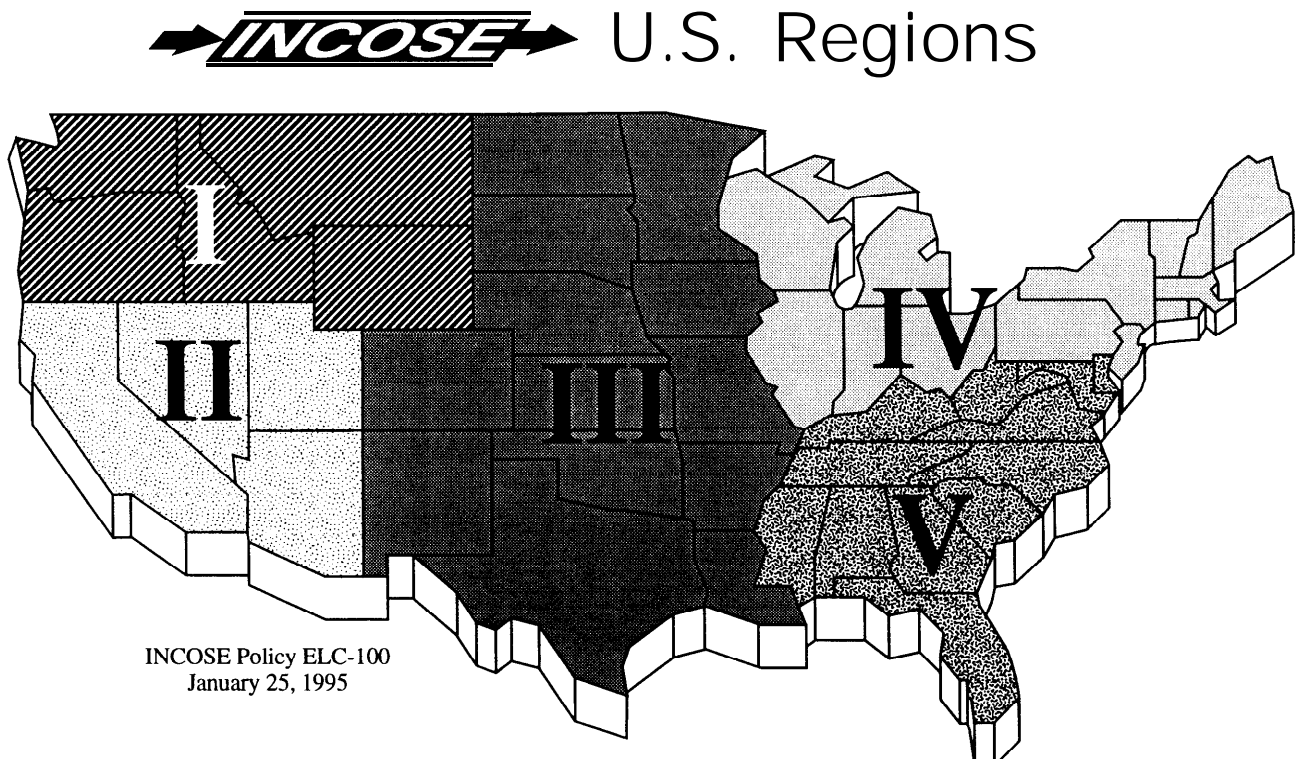 INCOSE U.S. Regions
I
II
III
IV
V
INCOSE Policy ELC-100
January 25, 1995